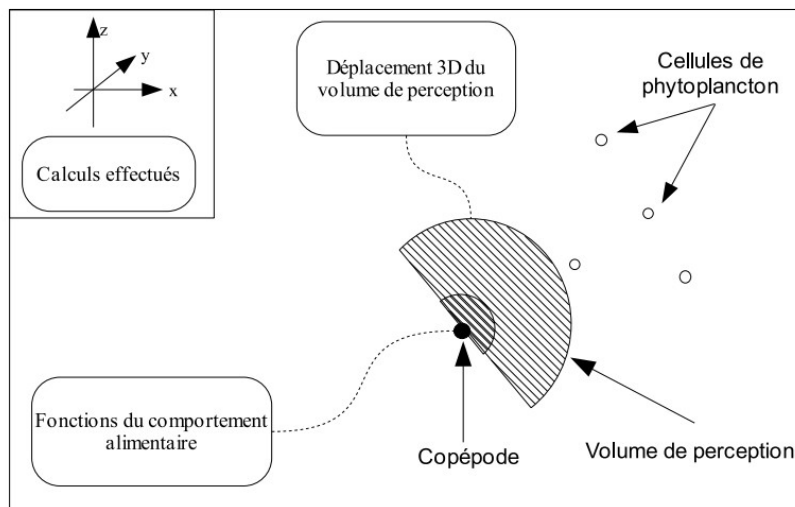 z
y
x
Calculs effectués
Déplacement 3D du
volume de perception
Cellules de
phytoplancton
Fonctions du comportement
alimentaire
Copépode
Volume de perception